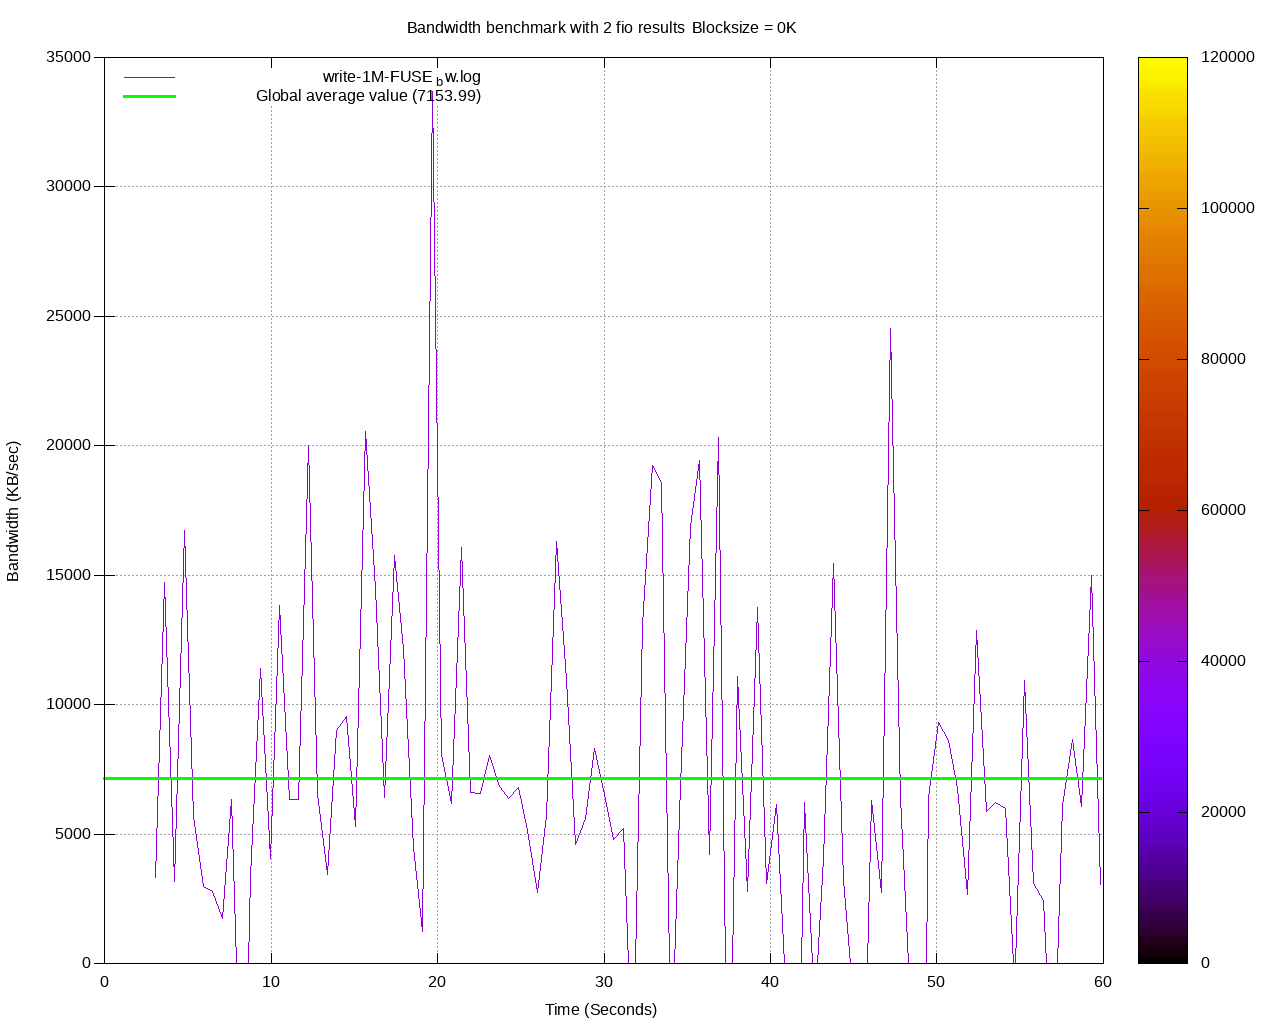 Bandwidth benchmark with 2 fio results Blocksize = 0K
write-1M-FUSE_bw.log
Global average value (7153.99)
35000
30000
25000
20000
15000
10000
5000
0
Bandwidth (KB/sec)
0 10 20 30 40 50 60
Time (Seconds)
120000
100000
80000
60000
40000
20000
0